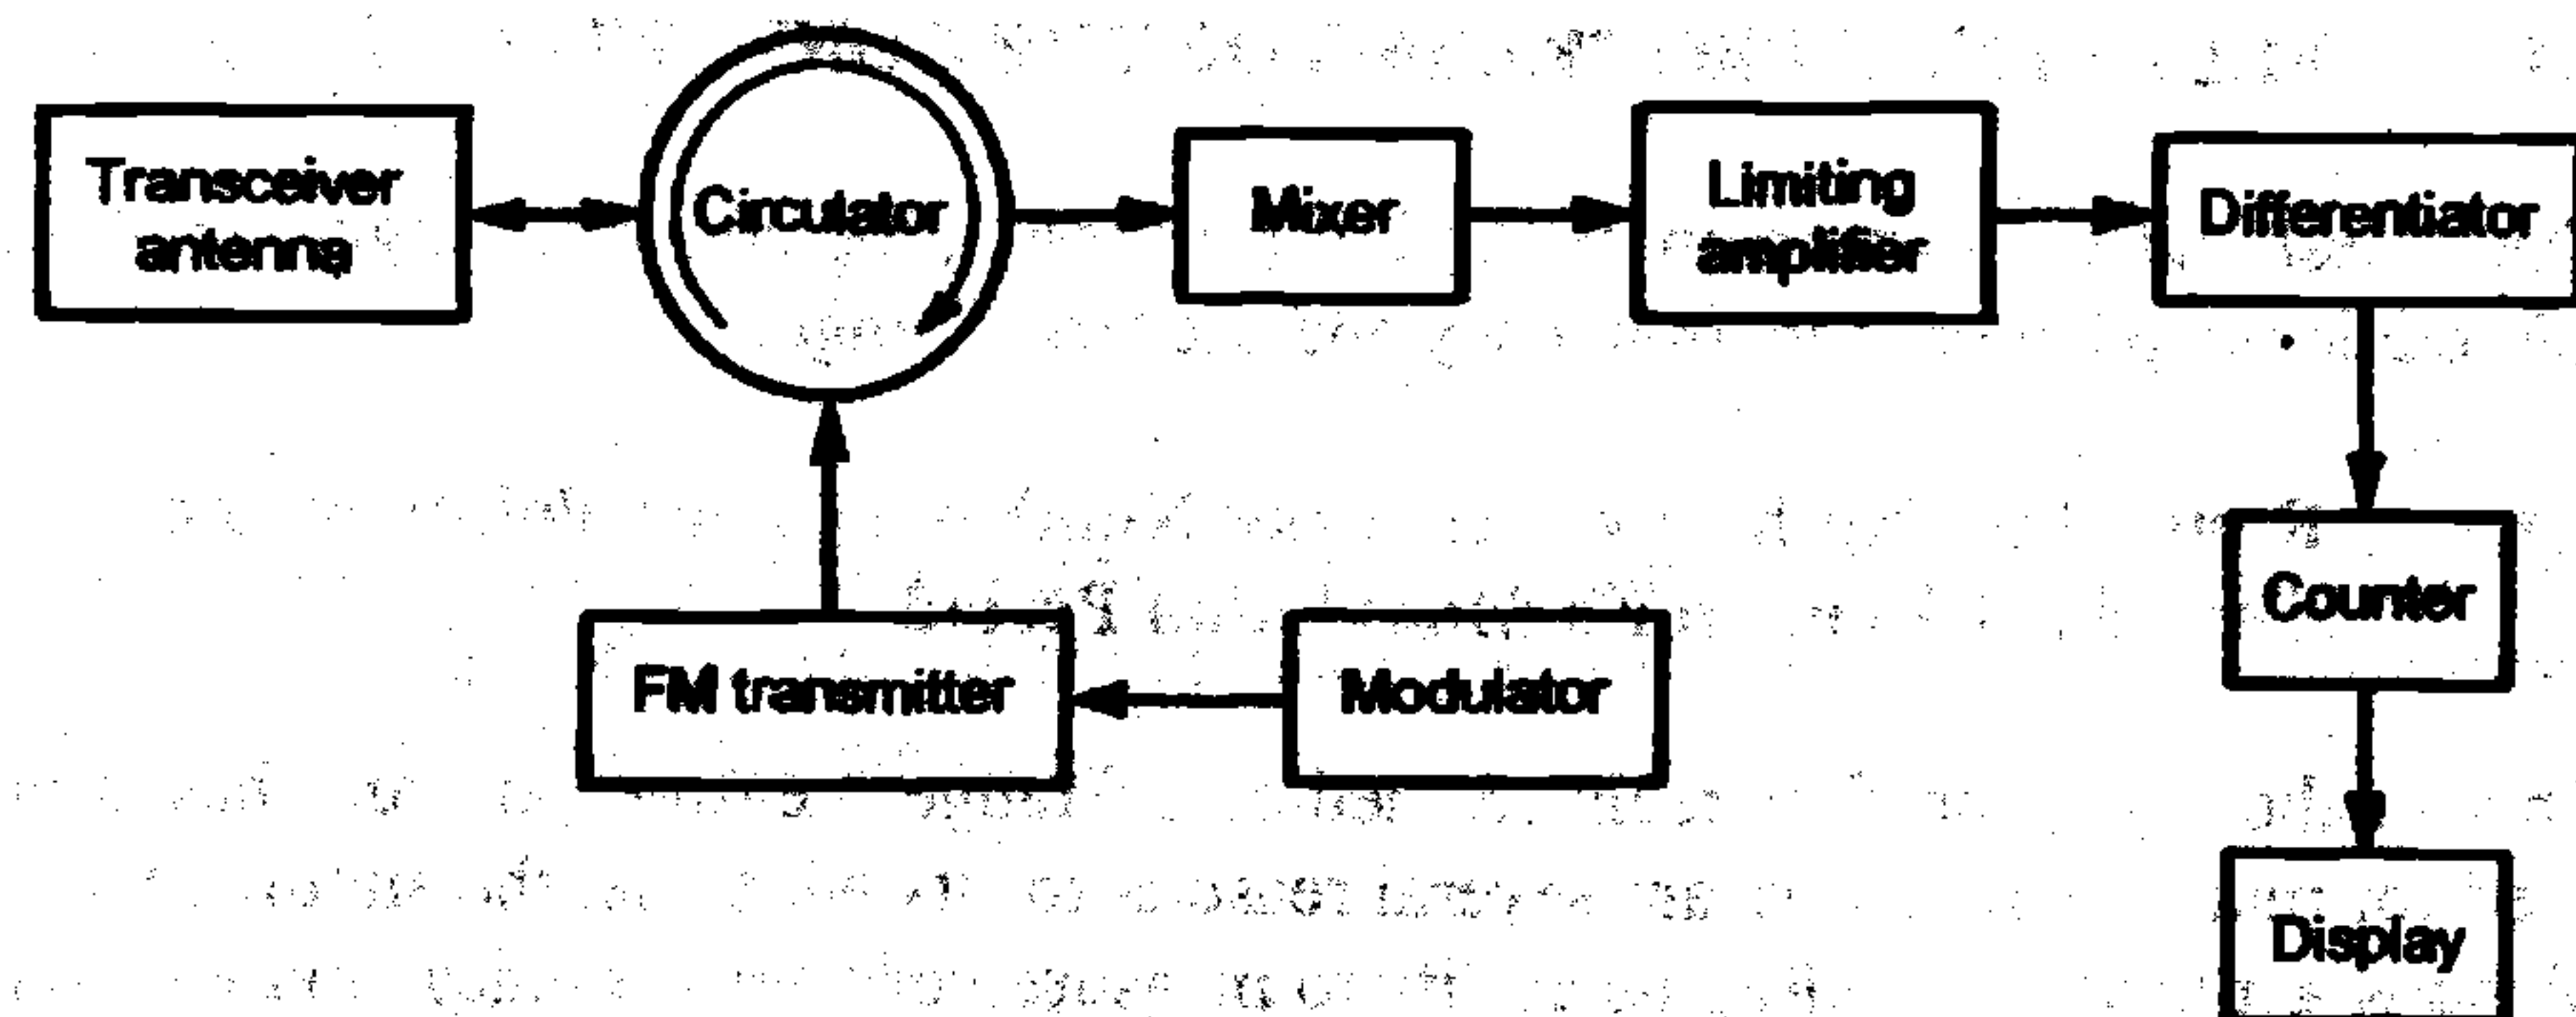 Transceiver
antenna
Circulator
Mixer
Limiting
amplifier
Differentiator
Counter
FM transmitter
Modulator
Display